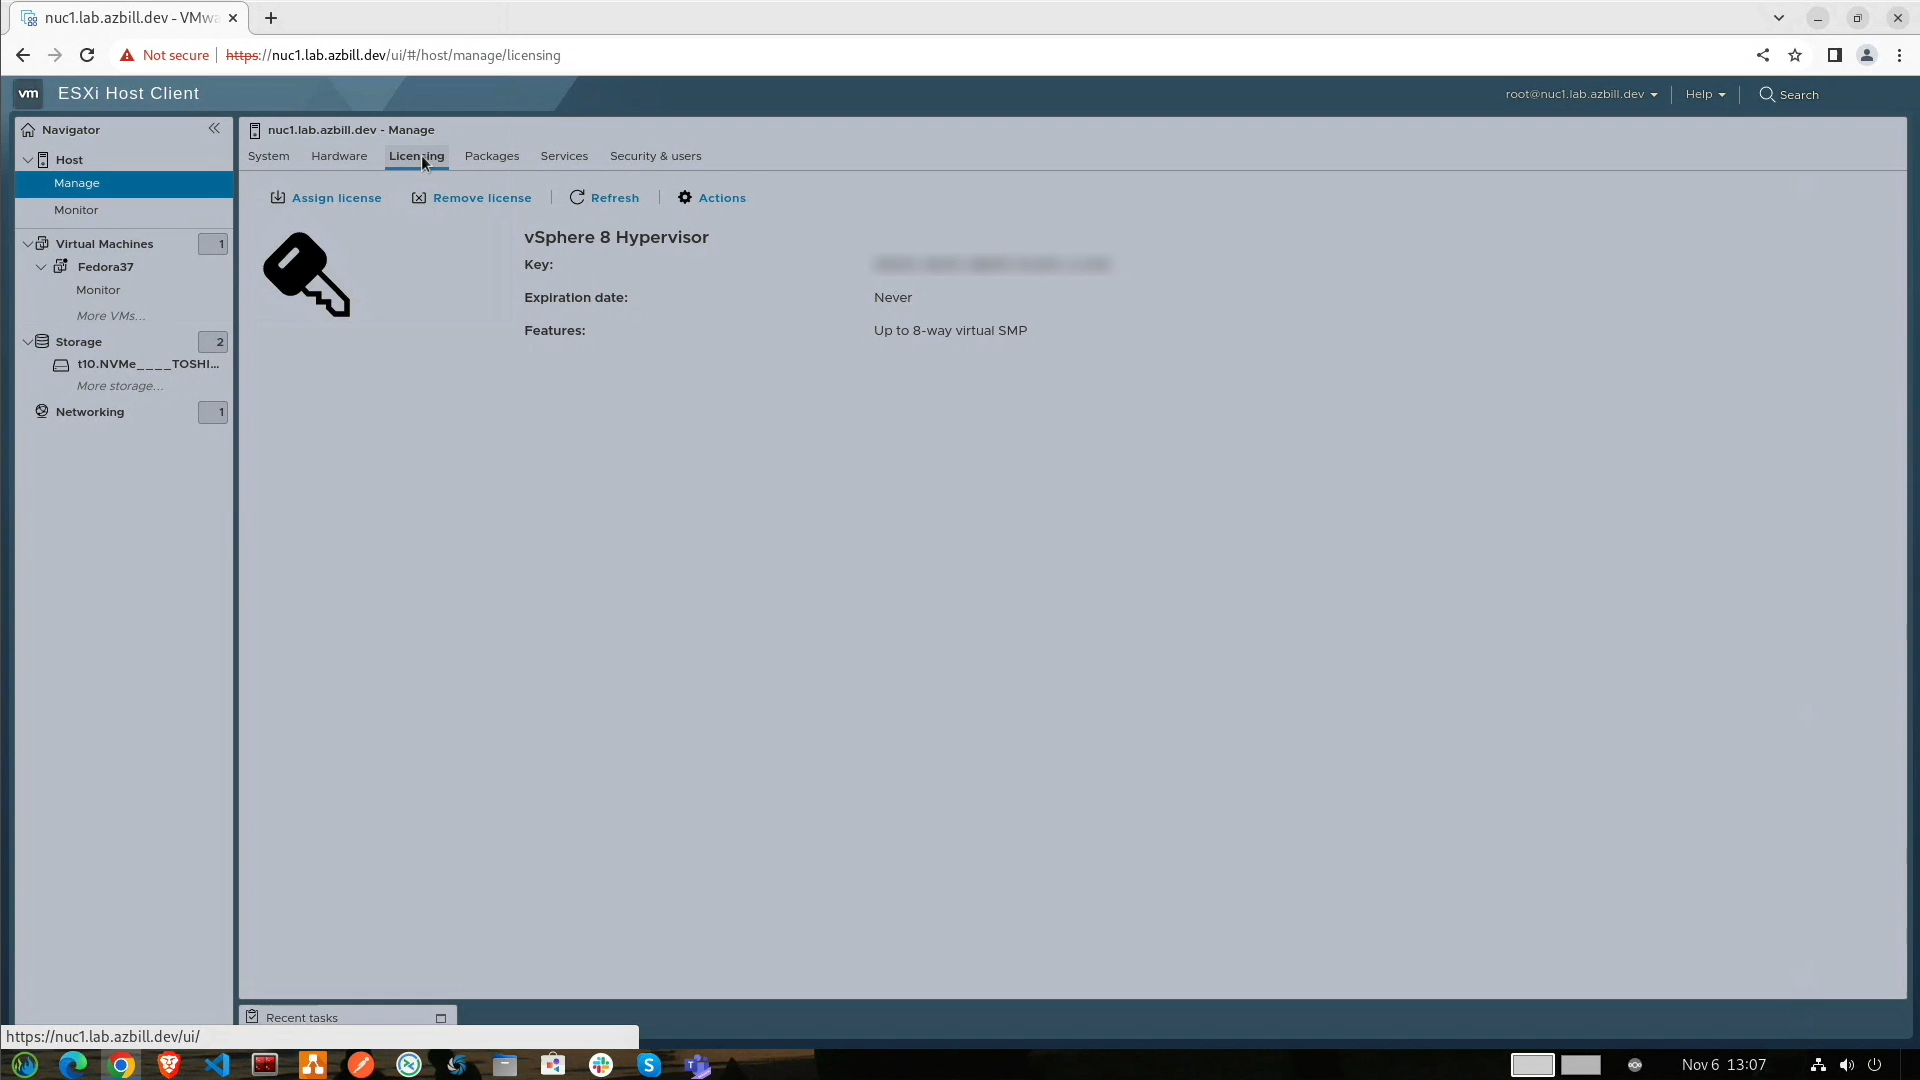 nuc1.lab.azbill.dev - VMwa
Not secure
https://nuc1.lab.azbill.dev/ui/#/host/manage/licensing
vm
ESXi Host Client
root@nuc1.lab.azbill.dev
Help
Search
Navigator
Host
Manage
Monitor
Virtual Machines
1
Fedora37
Monitor
More VMs...
Storage
2
t10.NVMe____TOSHI...
More storage...
Networking
1
nuc1.lab.azbill.dev - Manage
System
Hardware
Licensing
Packages
Services
Security & users
Assign license
Remove license
Refresh
Actions
vSphere 8 Hypervisor
Key:
Expiration date:
Never
Features:
Up to 8-way virtual SMP
Recent tasks
https://nuc1.lab.azbill.dev/ui/
Nov 6 13:07